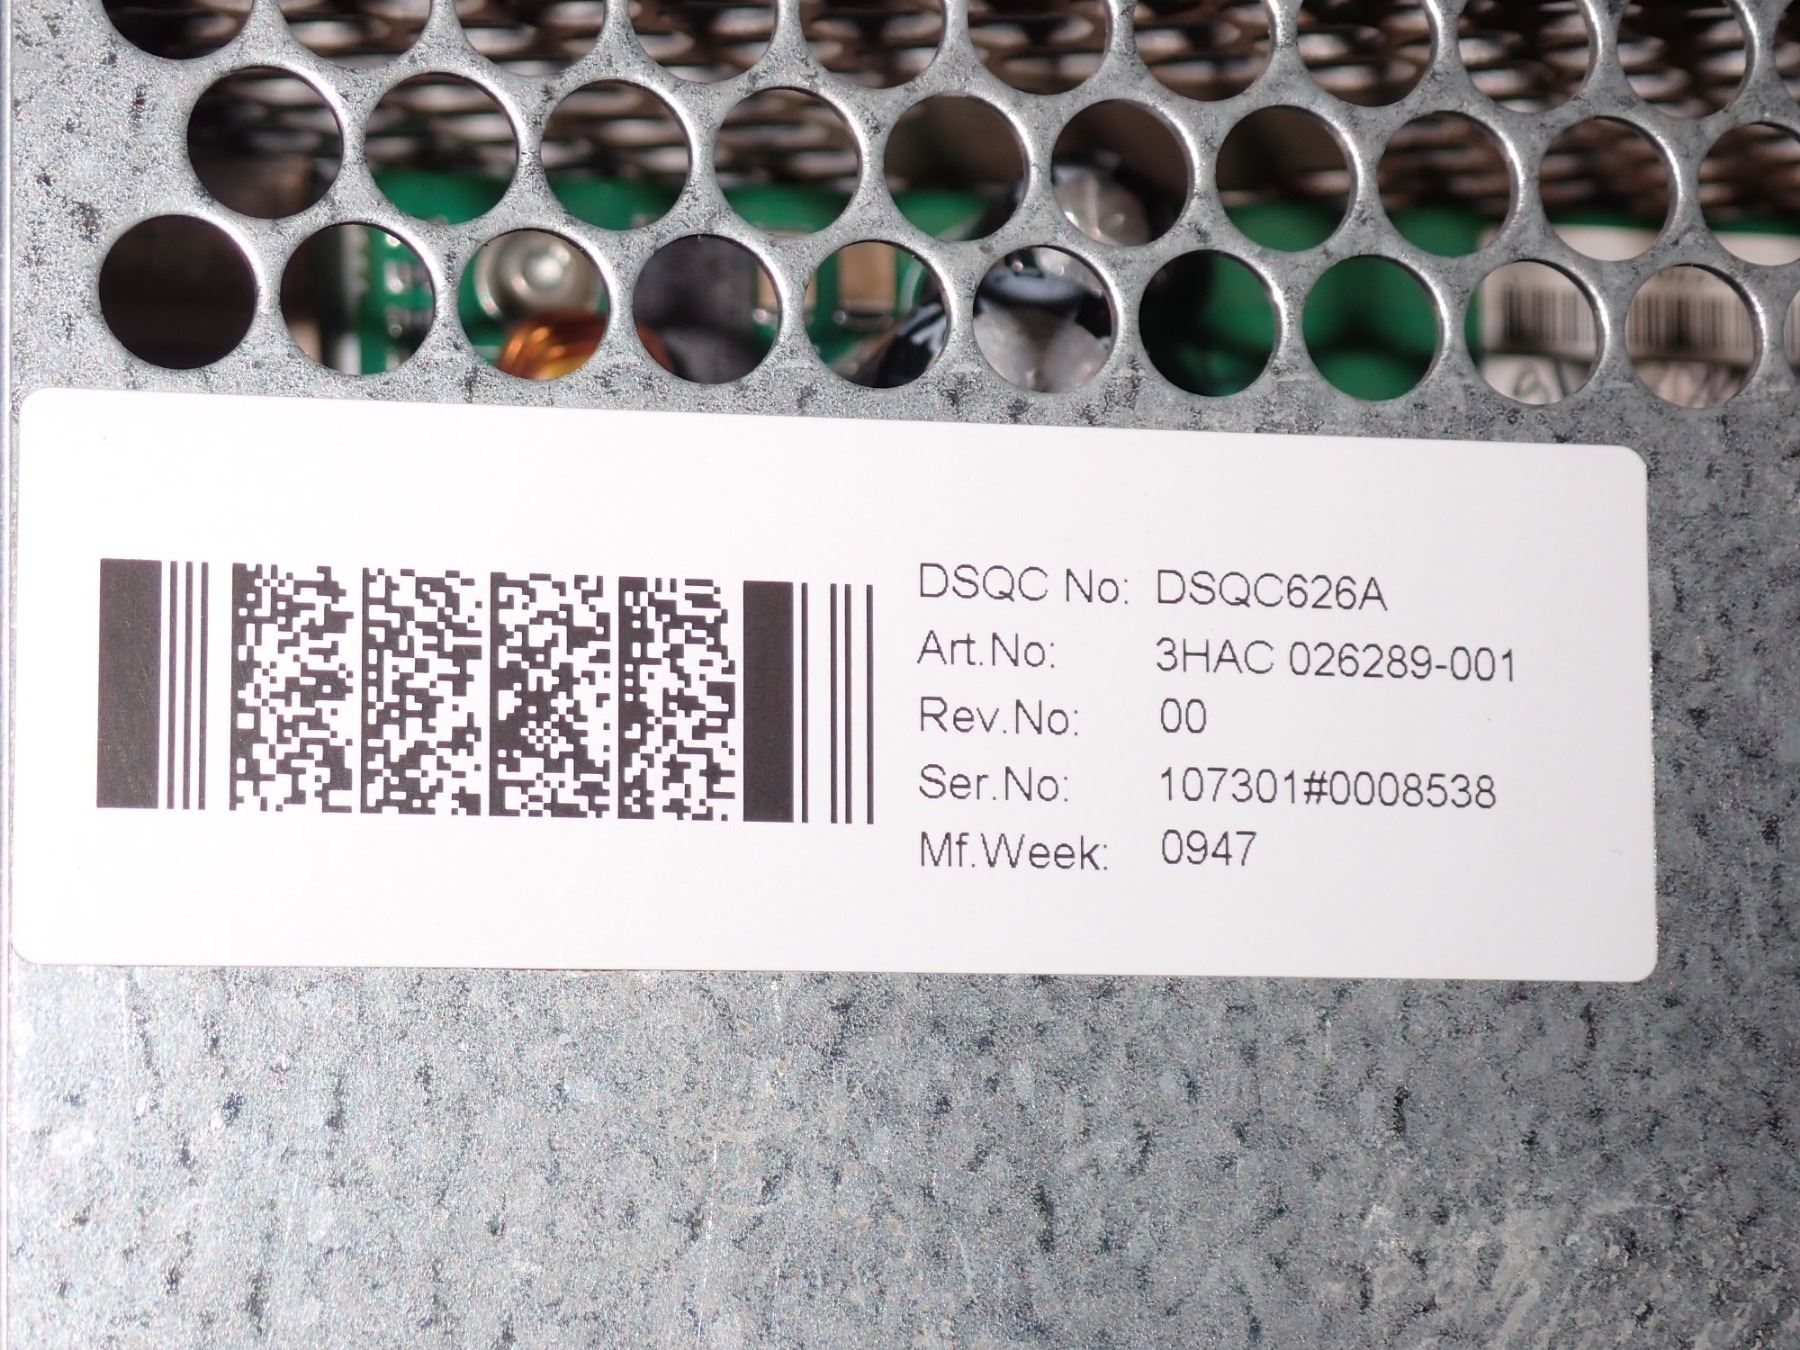 DSQC No: DSQC626A
Art.No: 3HAC 026289-001
Rev.No: 00
Ser.No: 107301#0008538
Mf.Week: 0947